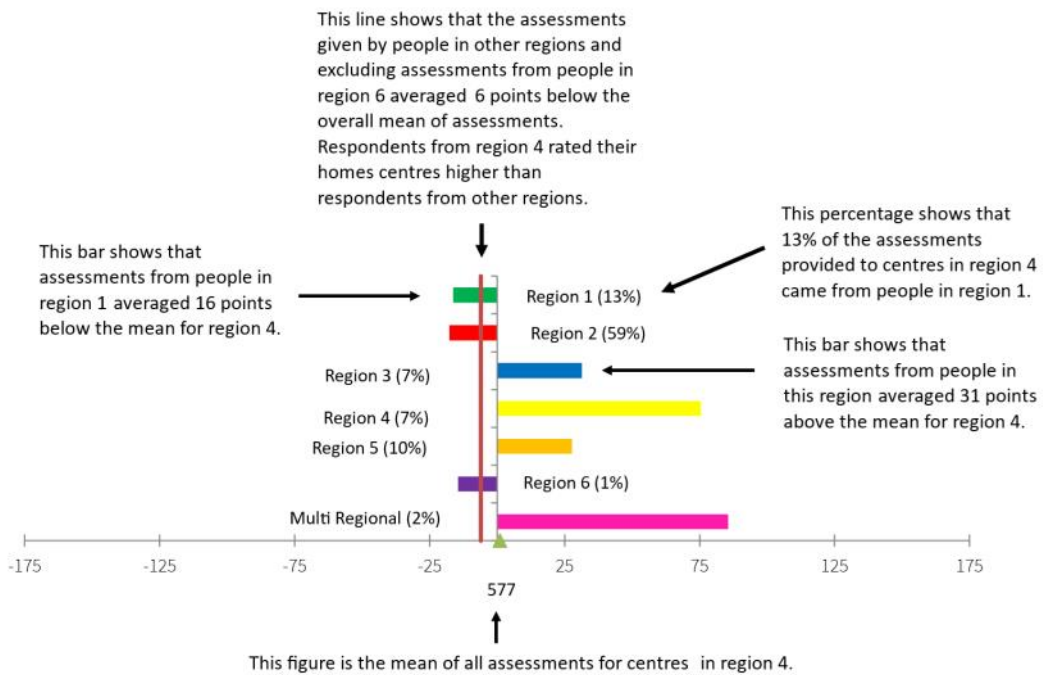 This line shows that the assessments
given by people in other regions and
excluding assessments from people in
region 6 averaged 6 points below the
overall mean of assessments.
Respondents from region 4 rated their
homes centres higher than
respondents from other regions.
This percentage shows that
13% of the assessments
provided to centres in region 4
came from people in region 1.
This bar shows that
assessments from people in
region 1 averaged 16 points
below the mean for region 4.
Region 1 (13%)
Region 2 (59%)
This bar shows that
assessments from people in
this region averaged 31 points
above the mean for region 4.
Region 3 (7%)
Region 4 (7%)
Region 5 (10%)
Region 6 (1%)
Multi Regional (2%)
-175 -125 -75 -25 25 75 125 175
577
This figure is the mean of all assessments for centres in region 4.